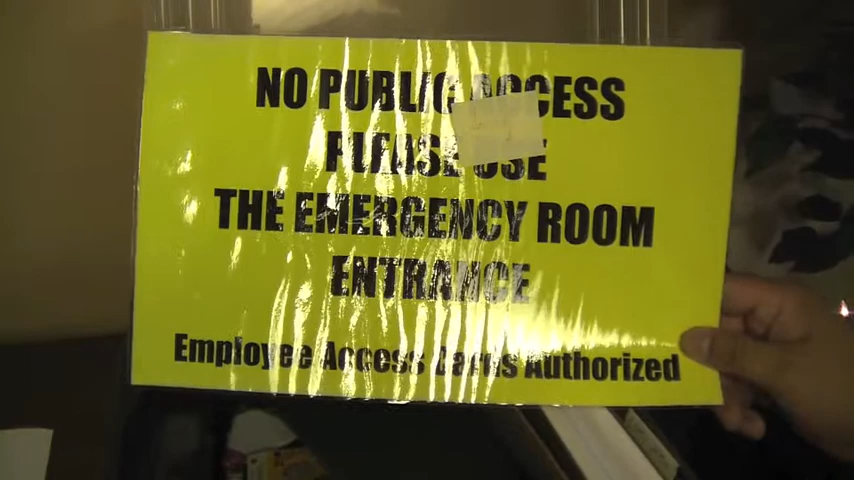 NO PUBLIC ACCESS
PLEASE USE
THE EMERGENCY ROOM
ENTRANCE
Employee Access Cards Authorized